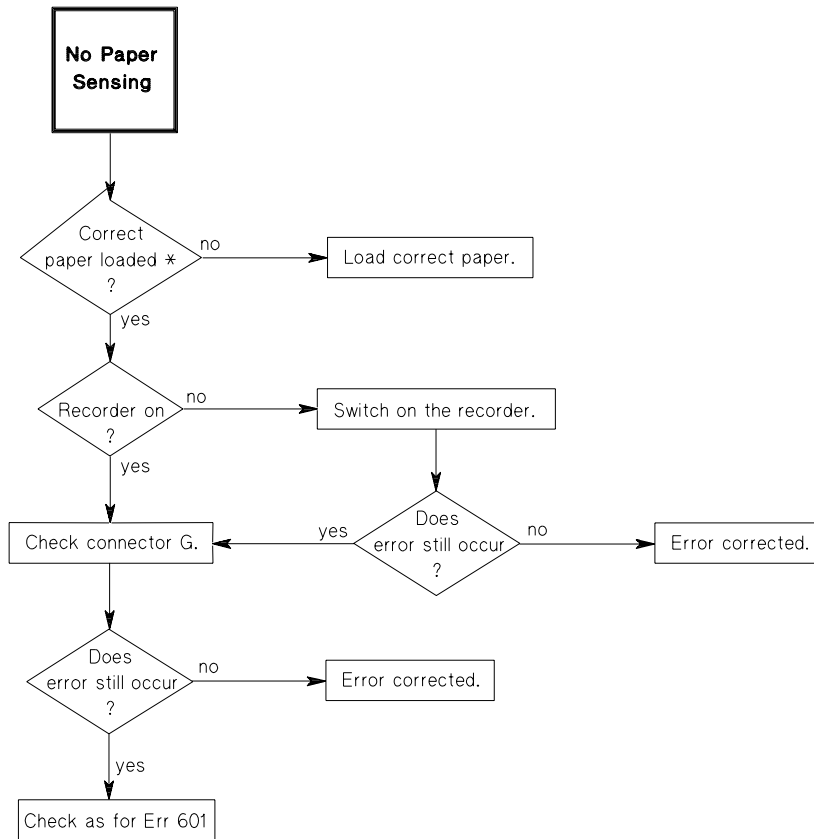 No Paper
Sensing
Correct
paper loaded *
?
no
Load correct paper.
yes
Recorder on
?
no
Switch on the recorder.
yes
Does
error still occur
?
yes
no
Check connector G.
Error corrected.
Does
error still occur
?
no
Error corrected.
yes
Check as for Err 601